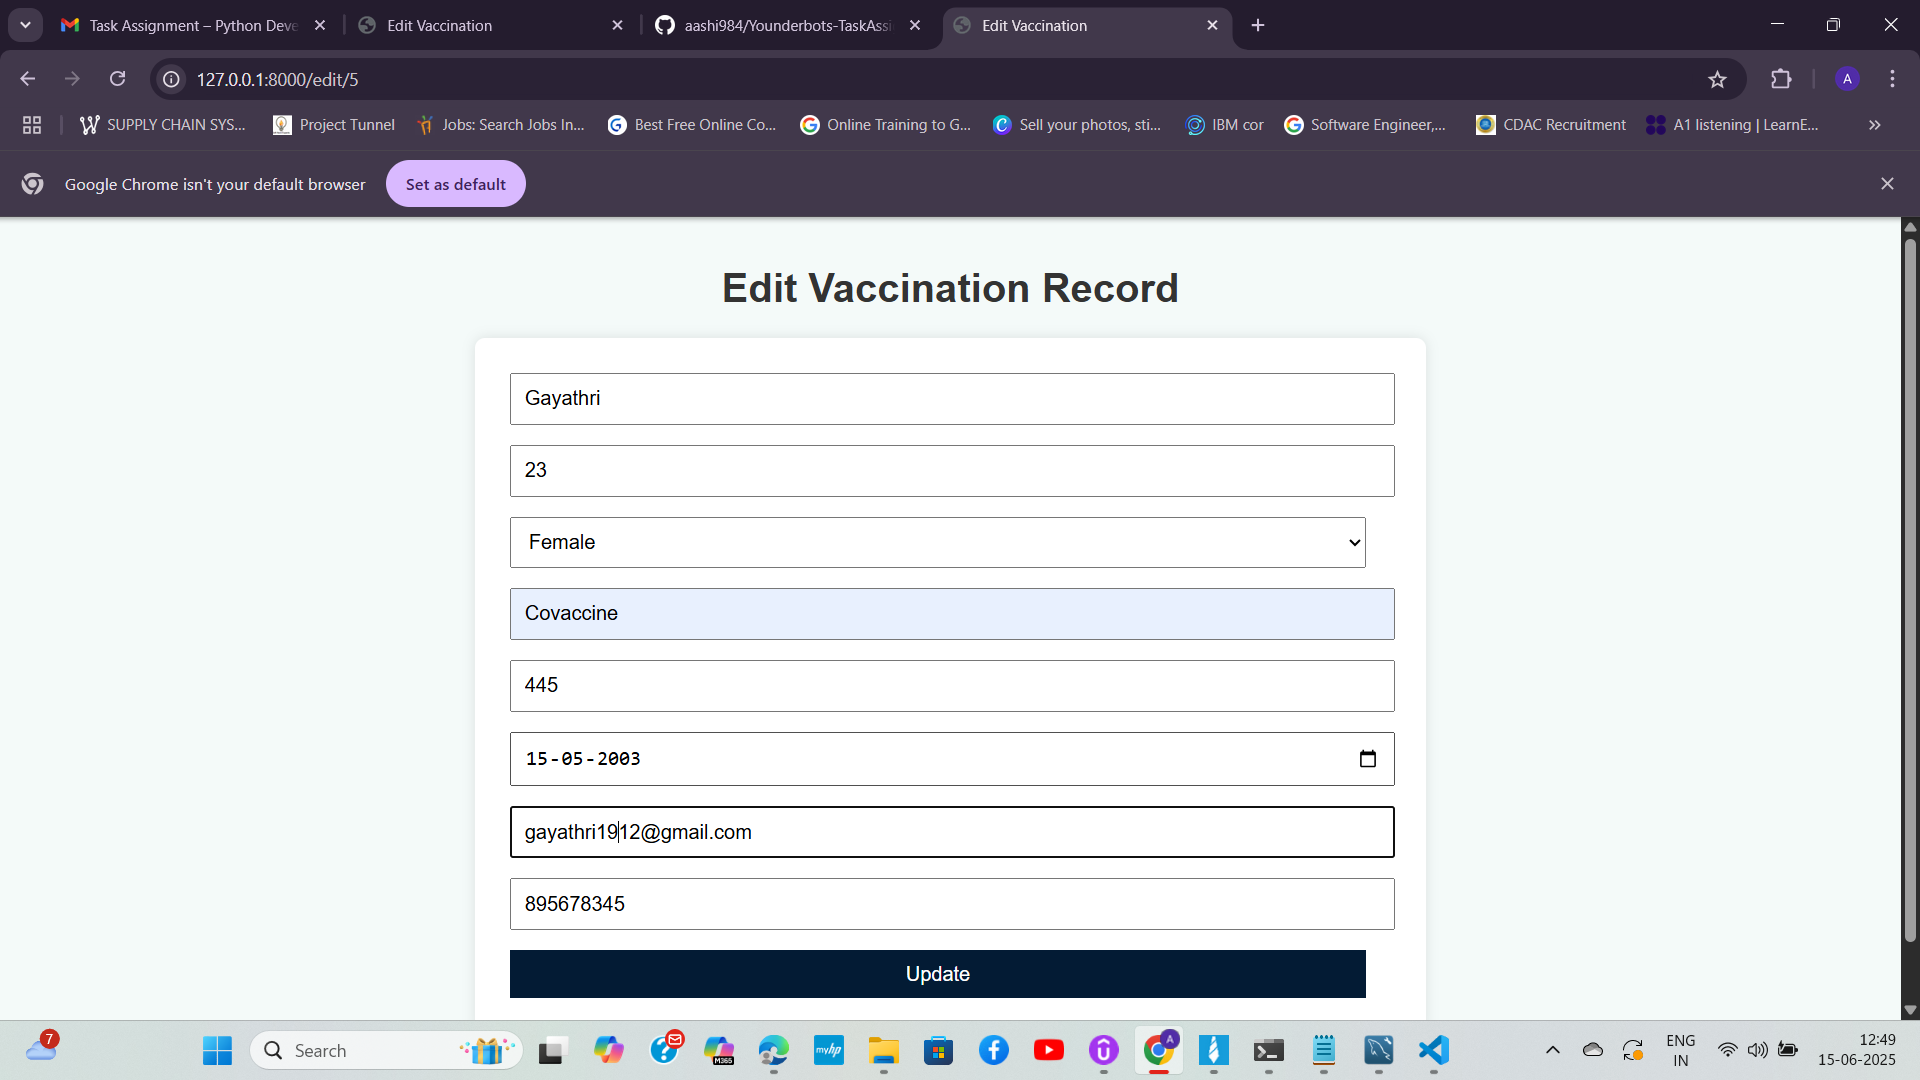 Task Assignment – Python Deve
Edit Vaccination
aashi984/Younderbots-TaskAssi
Edit Vaccination
127.0.0.1:8000/edit/5
A
SUPPLY CHAIN SYS...
Project Tunnel
Jobs: Search Jobs In...
Best Free Online Co...
Online Training to G...
Sell your photos, sti...
IBM cor
Software Engineer,...
CDAC Recruitment
A1 listening | LearnE...
Google Chrome isn't your default browser
Set as default
Edit Vaccination Record
Gayathri
23
Female
Covaccine
445
15-05-2003
gayathri1912@gmail.com
895678345
Update
7
Search
M365
myhp
A
ENG
IN
12:49
15-06-2025